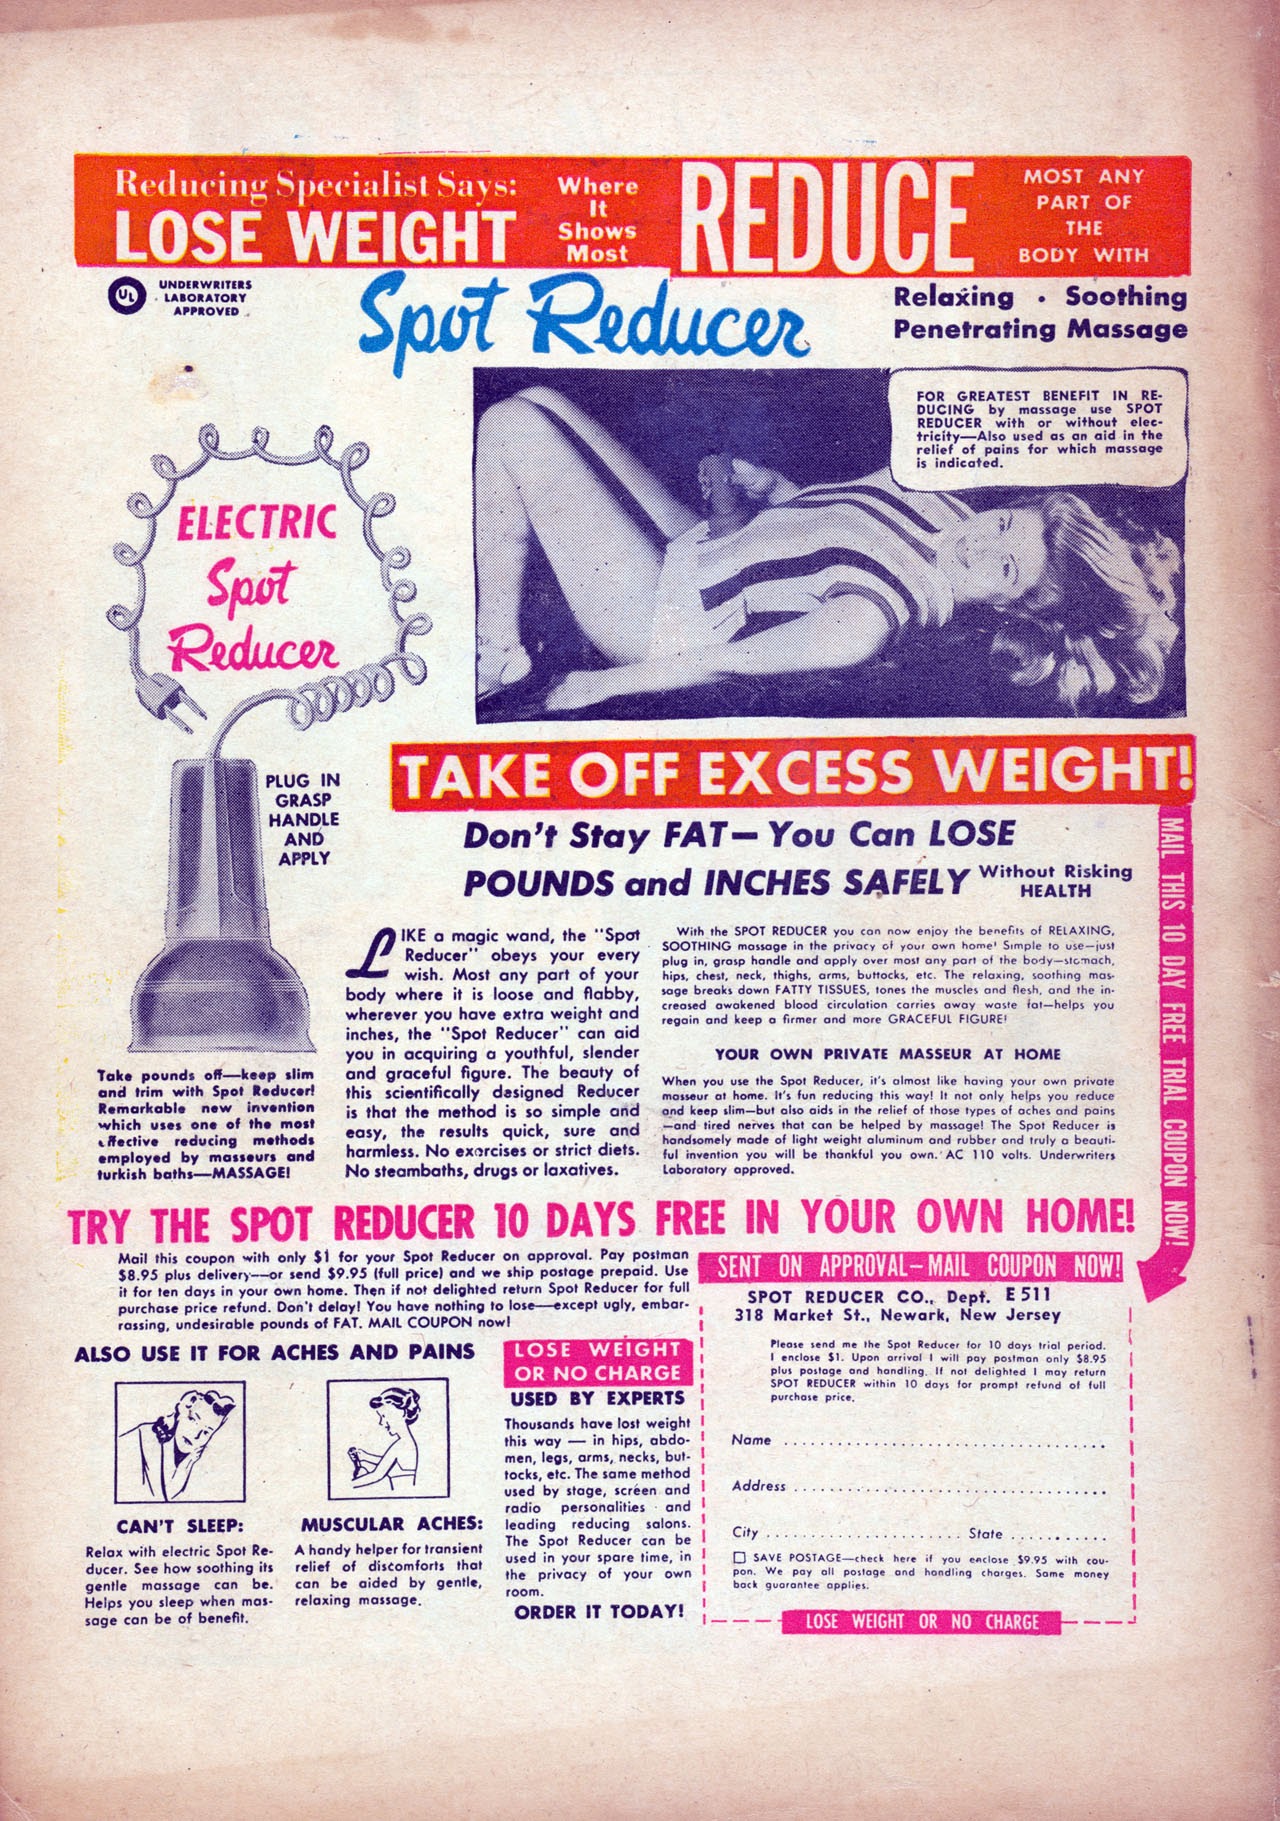 Reducing Specialist Says:
LOSE WEIGHT
Where
It
Shows
Most
REDUCE
MOST ANY
PART OF
THE
BODY WITH
UL
UNDERWRITERS
LABORATORY
APPROVED
Spot Reducer
Relaxing • Soothing
Penetrating Massage
FOR GREATEST BENEFIT IN RE-
DUCING by massage use SPOT
REDUCER with or without elec-
tricity—Also used as an aid in the
relief of pains for which massage
is indicated.
ELECTRIC
Spot
Reducer
PLUG IN
GRASP
HANDLE
AND
APPLY
TAKE OFF EXCESS WEIGHT!
Don't Stay FAT—You Can LOSE
POUNDS and INCHES SAFELY Without Risking
HEALTH
Take pounds off—keep slim
and trim with Spot Reducer!
Remarkable new invention
which uses one of the most
effective reducing methods
employed by masseurs and
turkish baths—MASSAGE!
LIKE a magic wand, the "Spot
Reducer" obeys your every
wish. Most any part of your
body where it is loose and flabby,
wherever you have extra weight and
inches, the "Spot Reducer" can aid
you in acquiring a youthful, slender
and graceful figure. The beauty of
this scientifically designed Reducer
is that the method is so simple and
easy, the results quick, sure and
harmless. No exercises or strict diets.
No steambaths, drugs or laxatives.
With the SPOT REDUCER you can now enjoy the benefits of RELAXING,
SOOTHING massage in the privacy of your own home! Simple to use—just
plug in, grasp handle and apply over most any part of the body—stomach,
hips, chest, neck, thighs, arms, buttocks, etc. The relaxing, soothing mas-
sage breaks down FATTY TISSUES, tones the muscles and flesh, and the in-
creased awakened blood circulation carries away waste fat—helps you
regain and keep a firmer and more GRACEFUL FIGURE!
YOUR OWN PRIVATE MASSEUR AT HOME
When you use the Spot Reducer, it's almost like having your own private
masseur at home. It's fun reducing this way! It not only helps you reduce
and keep slim—but also aids in the relief of those types of aches and pains
—and tired nerves that can be helped by massage! The Spot Reducer is
handsomely made of light weight aluminum and rubber and truly a beauti-
ful invention you will be thankful you own. AC 110 volts. Underwriters
Laboratory approved.
MAIL THIS 10 DAY FREE TRIAL COUPON NOW!
TRY THE SPOT REDUCER 10 DAYS FREE IN YOUR OWN HOME!
Mail this coupon with only $1 for your Spot Reducer on approval. Pay postman
$8.95 plus delivery—or send $9.95 (full price) and we ship postage prepaid. Use
it for ten days in your own home. Then if not delighted return Spot Reducer for full
purchase price refund. Don't delay! You have nothing to lose—except ugly, embar-
rassing, undesirable pounds of FAT. MAIL COUPON now!
ALSO USE IT FOR ACHES AND PAINS
CAN'T SLEEP:
Relax with electric Spot Re-
ducer. See how soothing its
gentle massage can be.
Helps you sleep when mas-
sage can be of benefit.
MUSCULAR ACHES:
A handy helper for transient
relief of discomforts that
can be aided by gentle,
relaxing massage.
LOSE WEIGHT
OR NO CHARGE
USED BY EXPERTS
Thousands have lost weight
this way — in hips, abdo-
men, legs, arms, necks, but-
tocks, etc. The same method
used by stage, screen and
radio personalities and
leading reducing salons.
The Spot Reducer can be
used in your spare time, in
the privacy of your own
room.
ORDER IT TODAY!
SENT ON APPROVAL—MAIL COUPON NOW!
SPOT REDUCER CO., Dept. E511
318 Market St., Newark, New Jersey
Please send me the Spot Reducer for 10 days trial period.
I enclose $1. Upon arrival I will pay postman only $8.95
plus postage and handling. If not delighted I may return
SPOT REDUCER within 10 days for prompt refund of full
purchase price.
Name
Address
City State
SAVE POSTAGE—check here if you enclose $9.95 with cou-
pon. We pay all postage and handling charges. Same money
back guarantee applies.
LOSE WEIGHT OR NO CHARGE